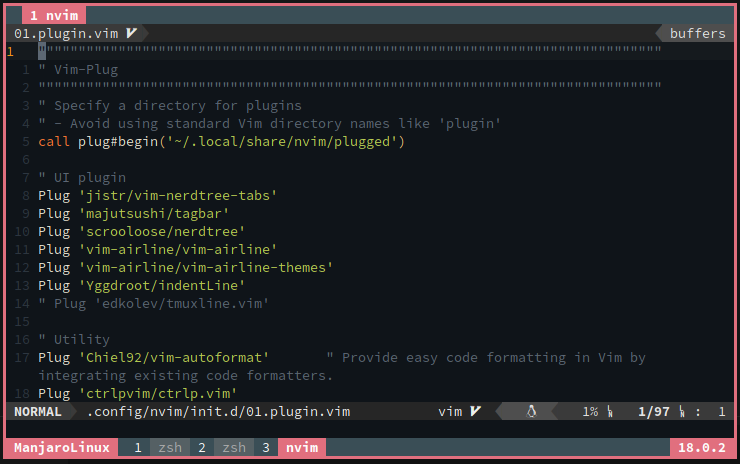 1 nvim
01.plugin.vim buffers
1 """""""""""""""""""""""""""""""""""""""""""""""""""""""""""""""""""""""""""""""
1 " Vim-Plug
2 """""""""""""""""""""""""""""""""""""""""""""""""""""""""""""""""""""""""""""""
3 " Specify a directory for plugins
4 " - Avoid using standard Vim directory names like 'plugin'
5 call plug#begin('~/.local/share/nvim/plugged')
6
7 " UI plugin
8 Plug 'jistr/vim-nerdtree-tabs'
9 Plug 'majutsushi/tagbar'
10 Plug 'scrooloose/nerdtree'
11 Plug 'vim-airline/vim-airline'
12 Plug 'vim-airline/vim-airline-themes'
13 Plug 'Yggdroot/indentLine'
14 " Plug 'edkolev/tmuxline.vim'
15
16 " Utility
17 Plug 'Chiel92/vim-autoformat' " Provide easy code formatting in Vim by
integrating existing code formatters.
18 Plug 'ctrlpvim/ctrlp.vim'
NORMAL .config/nvim/init.d/01.plugin.vim vim 1% 1/97 : 1
ManjaroLinux 1 zsh 2 zsh 3 nvim 18.0.2